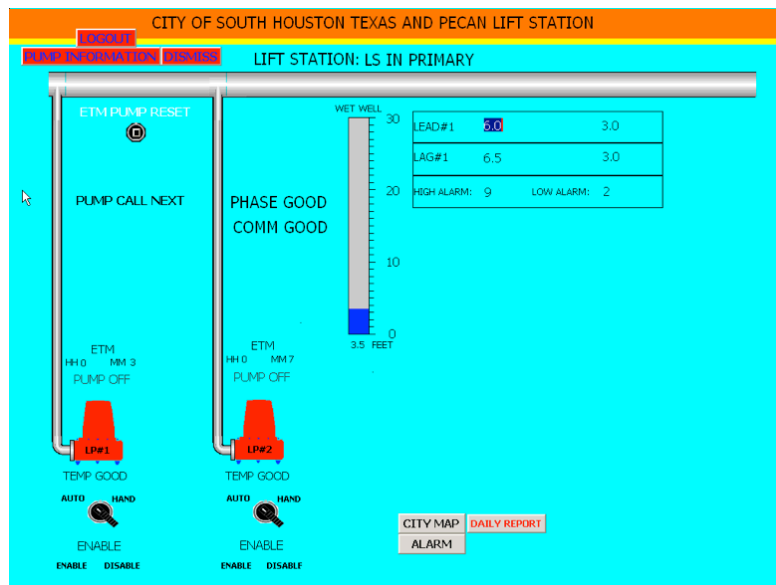 CITY OF SOUTH HOUSTON TEXAS AND PECAN LIFT STATION
LOGOUT
PUMP INFORMATION DISMISS
LIFT STATION: LS IN PRIMARY
ETM PUMP RESET
WET WELL
30
LEAD#1 6.0 3.0
LAG#1 6.5 3.0
20
HIGH ALARM: 9 LOW ALARM: 2
PUMP CALL NEXT
PHASE GOOD
COMM GOOD
10
0
3.5 FEET
ETM
HH 0 MM 3
PUMP OFF
ETM
HH 0 MM 7
PUMP OFF
LP#1
LP#2
TEMP GOOD
TEMP GOOD
AUTO HAND
AUTO HAND
ENABLE
ENABLE
ENABLE DISABLE
ENABLE DISABLE
CITY MAP
DAILY REPORT
ALARM